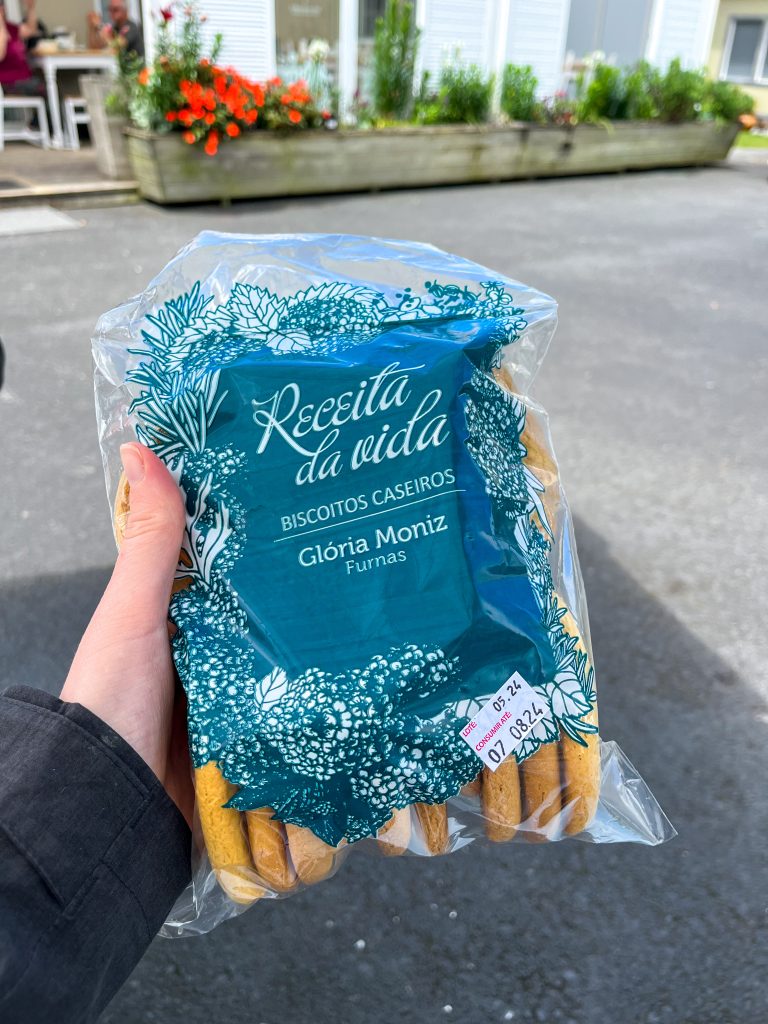 Receita
da vida
BISCOITOS CASEIROS
Glória Moniz
Furnas
LOTE: 05.24
CONSUMIR ATÉ:
07 08.24